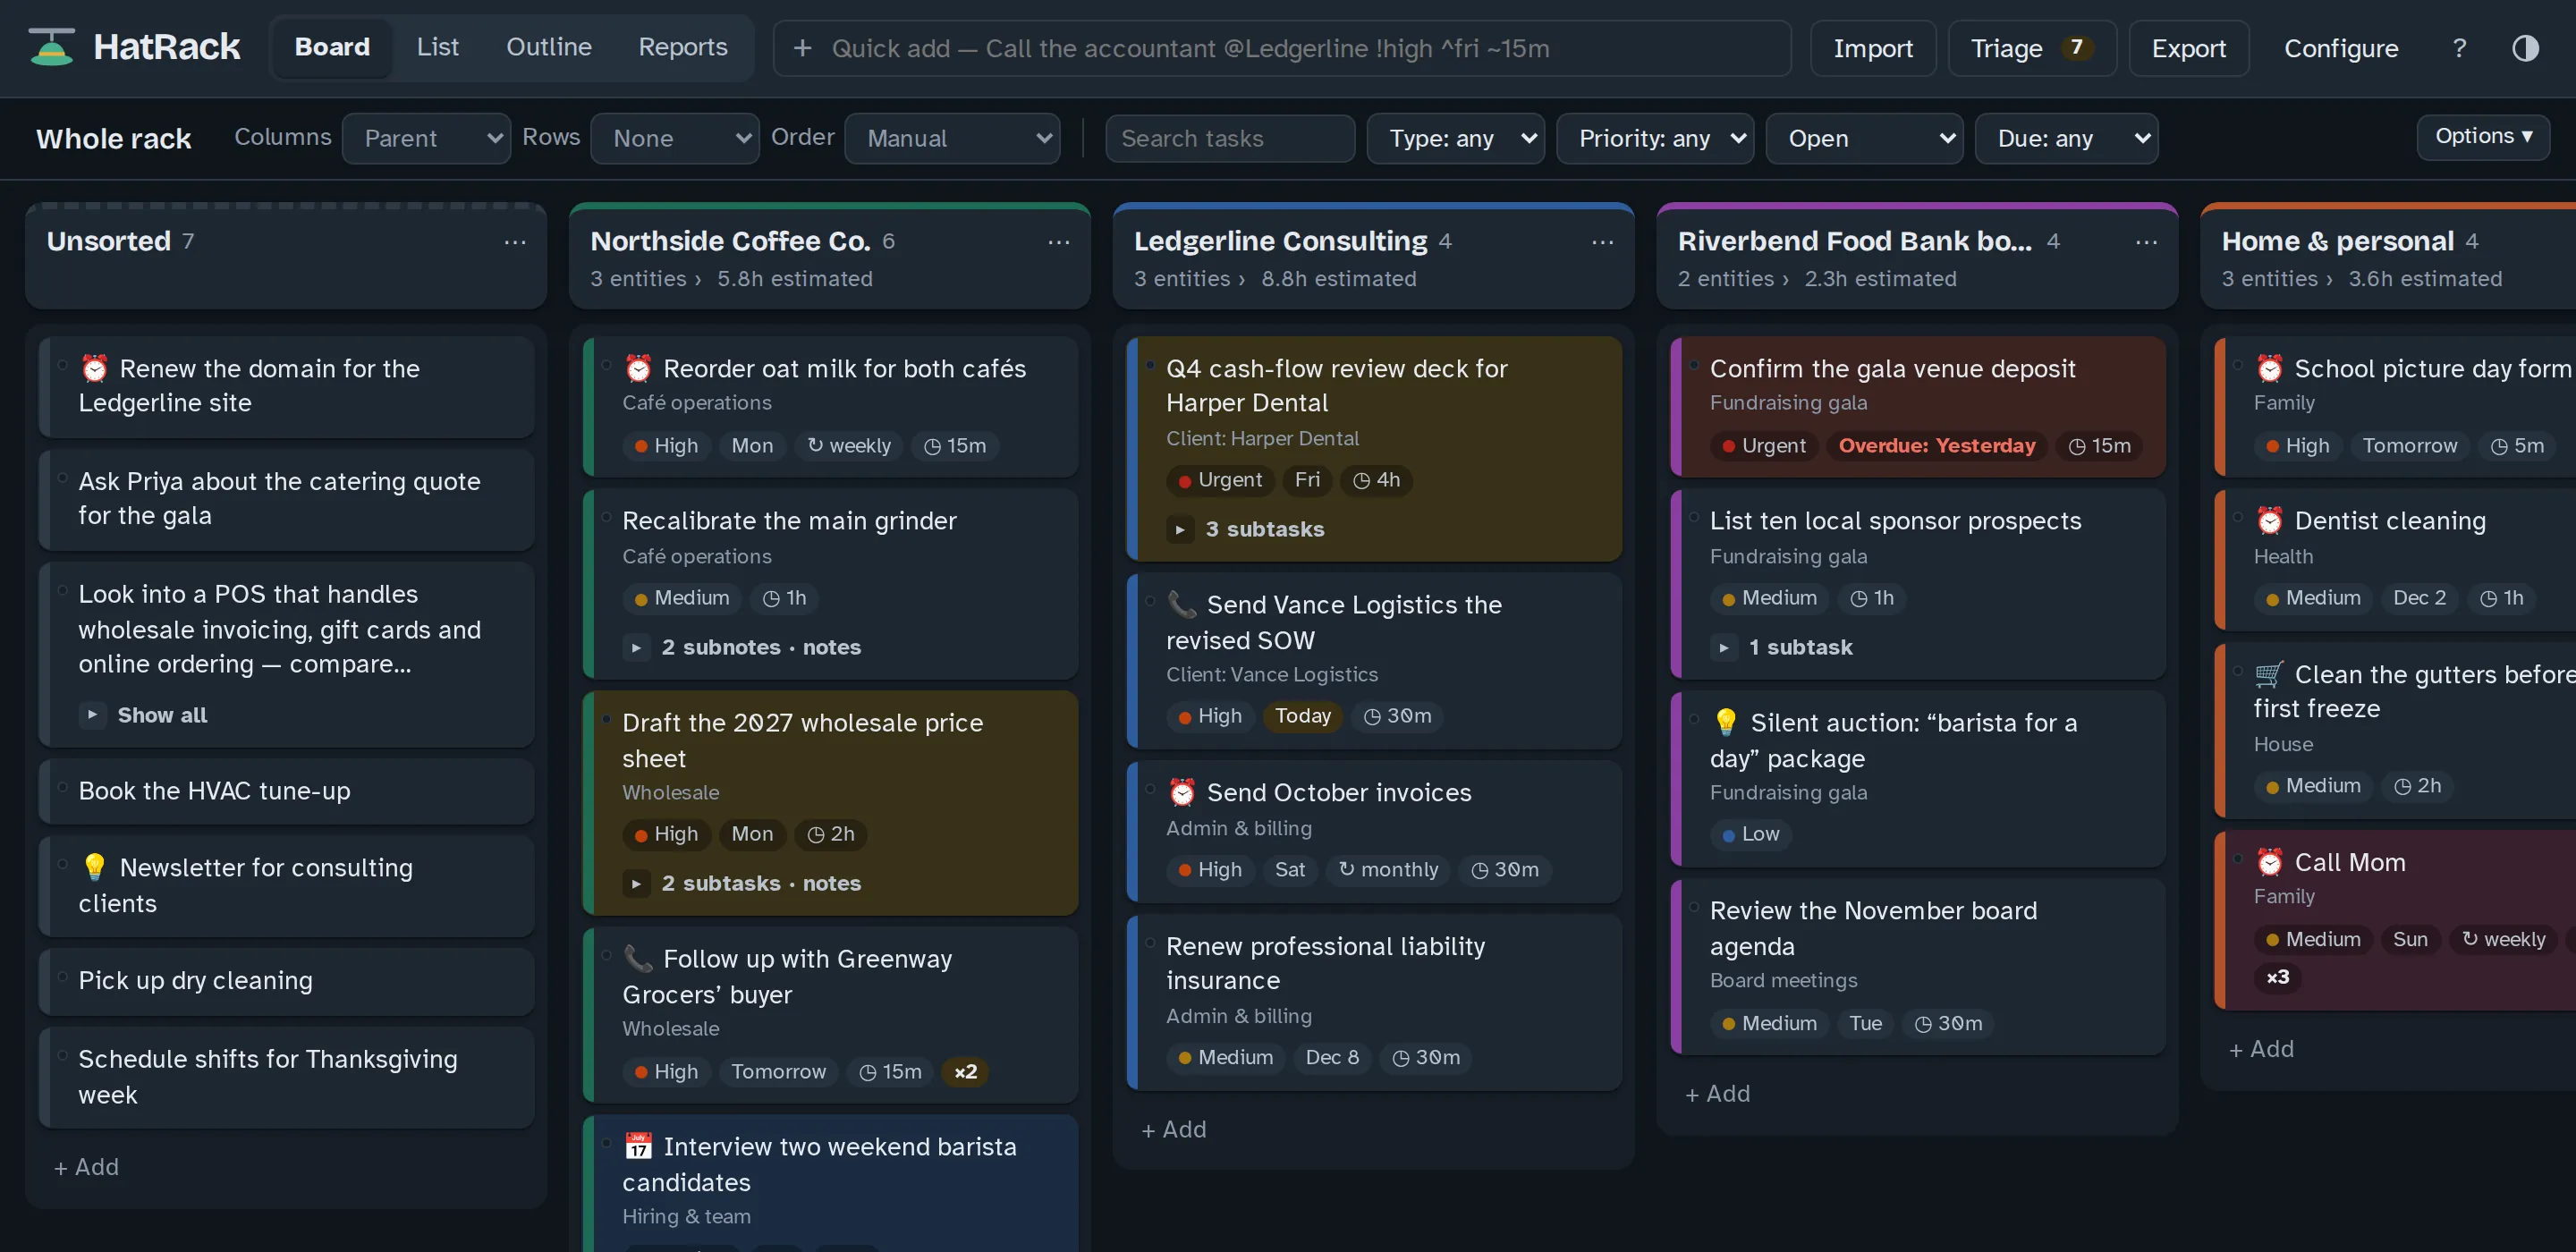 HatRack
Board List Outline Reports
+ Quick add — Call the accountant @Ledgerline !high ^fri ~15m
Import
Triage 7
Export
Configure
?
Whole rack
Columns Parent
Rows None
Order Manual
Search tasks
Type: any
Priority: any
Open
Due: any
Options ▾
Unsorted 7 ...
Renew the domain for the
Ledgerline site
Ask Priya about the catering quote
for the gala
Look into a POS that handles
wholesale invoicing, gift cards and
online ordering — compare...
▸ Show all
Book the HVAC tune-up
Newsletter for consulting
clients
Pick up dry cleaning
Schedule shifts for Thanksgiving
week
+ Add
Northside Coffee Co. 6 ...
3 entities › 5.8h estimated
Reorder oat milk for both cafés
Café operations
High Mon ↻ weekly 15m
Recalibrate the main grinder
Café operations
Medium 1h
▸ 2 subnotes · notes
Draft the 2027 wholesale price
sheet
Wholesale
High Mon 2h
▸ 2 subtasks · notes
Follow up with Greenway
Grocers’ buyer
Wholesale
High Tomorrow 15m ×2
July 17 Interview two weekend barista
candidates
Hiring & team
Ledgerline Consulting 4 ...
3 entities › 8.8h estimated
Q4 cash-flow review deck for
Harper Dental
Client: Harper Dental
Urgent Fri 4h
▸ 3 subtasks
Send Vance Logistics the
revised SOW
Client: Vance Logistics
High Today 30m
Send October invoices
Admin & billing
High Sat ↻ monthly 30m
Renew professional liability
insurance
Admin & billing
Medium Dec 8 30m
+ Add
Riverbend Food Bank bo... 4 ...
2 entities › 2.3h estimated
Confirm the gala venue deposit
Fundraising gala
Urgent Overdue: Yesterday 15m
List ten local sponsor prospects
Fundraising gala
Medium 1h
▸ 1 subtask
Silent auction: “barista for a
day” package
Fundraising gala
Low
Review the November board
agenda
Board meetings
Medium Tue 30m
+ Add
Home & personal 4
3 entities › 3.6h estimated
School picture day form
Family
High Tomorrow 5m
Dentist cleaning
Health
Medium Dec 2 1h
Clean the gutters before
first freeze
House
Medium 2h
Call Mom
Family
Medium Sun ↻ weekly
×3
+ Add